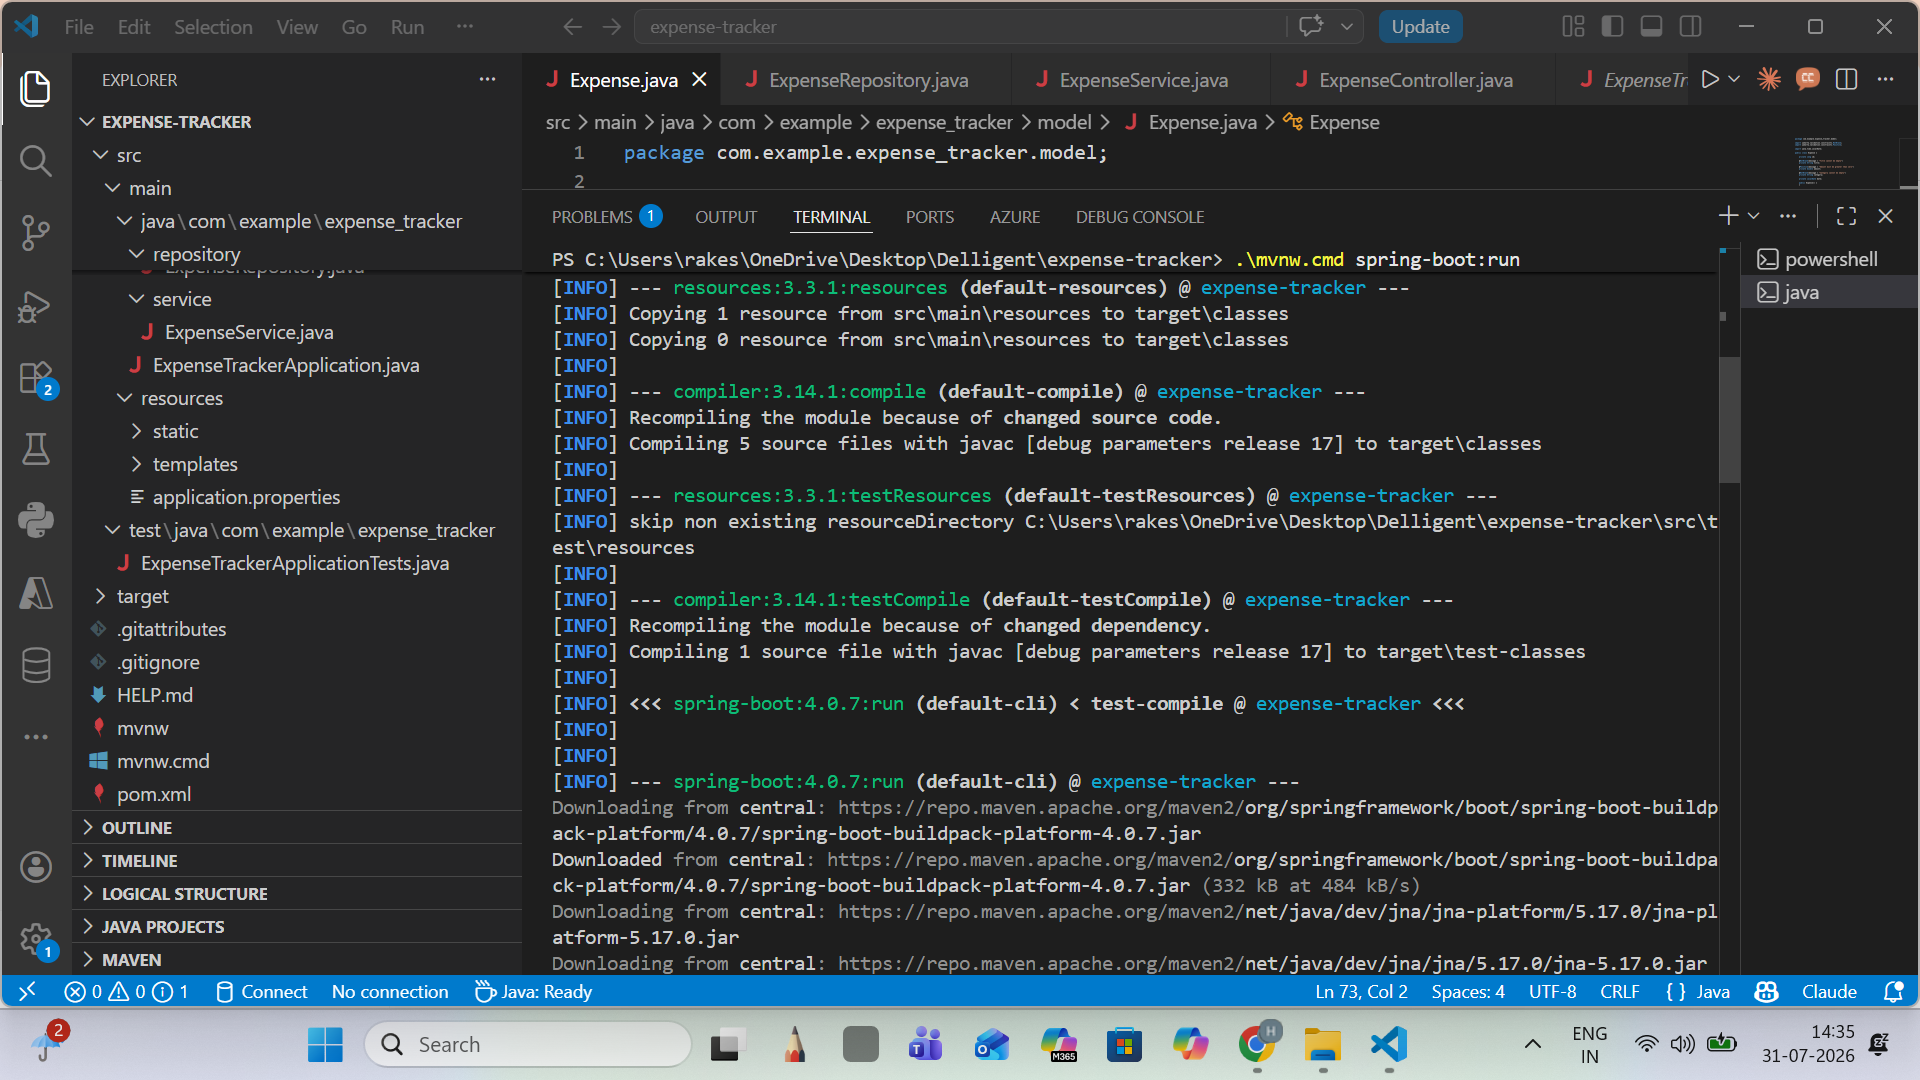 File Edit Selection View Go Run ···
expense-tracker
Update
EXPLORER
EXPENSE-TRACKER
src
main
java\com\example\expense_tracker
repository
ExpenseRepository.java
service
ExpenseService.java
ExpenseTrackerApplication.java
resources
static
templates
application.properties
test\java\com\example\expense_tracker
ExpenseTrackerApplicationTests.java
target
.gitattributes
.gitignore
HELP.md
mvnw
mvnw.cmd
pom.xml
OUTLINE
TIMELINE
LOGICAL STRUCTURE
JAVA PROJECTS
MAVEN
2
1
Expense.java ExpenseRepository.java ExpenseService.java ExpenseController.java ExpenseTr
src > main > java > com > example > expense_tracker > model > Expense.java > Expense
1 package com.example.expense_tracker.model;
2
PROBLEMS 1 OUTPUT TERMINAL PORTS AZURE DEBUG CONSOLE
powershell
java
PS C:\Users\rakes\OneDrive\Desktop\Delligent\expense-tracker> .\mvnw.cmd spring-boot:run
[INFO] --- resources:3.3.1:resources (default-resources) @ expense-tracker ---
[INFO] Copying 1 resource from src\main\resources to target\classes
[INFO] Copying 0 resource from src\main\resources to target\classes
[INFO]
[INFO] --- compiler:3.14.1:compile (default-compile) @ expense-tracker ---
[INFO] Recompiling the module because of changed source code.
[INFO] Compiling 5 source files with javac [debug parameters release 17] to target\classes
[INFO]
[INFO] --- resources:3.3.1:testResources (default-testResources) @ expense-tracker ---
[INFO] skip non existing resourceDirectory C:\Users\rakes\OneDrive\Desktop\Delligent\expense-tracker\src\t
est\resources
[INFO]
[INFO] --- compiler:3.14.1:testCompile (default-testCompile) @ expense-tracker ---
[INFO] Recompiling the module because of changed dependency.
[INFO] Compiling 1 source file with javac [debug parameters release 17] to target\test-classes
[INFO]
[INFO] <<< spring-boot:4.0.7:run (default-cli) < test-compile @ expense-tracker <<<
[INFO]
[INFO]
[INFO] --- spring-boot:4.0.7:run (default-cli) @ expense-tracker ---
Downloading from central: https://repo.maven.apache.org/maven2/org/springframework/boot/spring-boot-buildp
ack-platform/4.0.7/spring-boot-buildpack-platform-4.0.7.jar
Downloaded from central: https://repo.maven.apache.org/maven2/org/springframework/boot/spring-boot-buildpa
ck-platform/4.0.7/spring-boot-buildpack-platform-4.0.7.jar (332 kB at 484 kB/s)
Downloading from central: https://repo.maven.apache.org/maven2/net/java/dev/jna/jna-platform/5.17.0/jna-pl
atform-5.17.0.jar
Downloading from central: https://repo.maven.apache.org/maven2/net/java/dev/jna/jna/5.17.0/jna-5.17.0.jar
0 0 1 Connect No connection Java: Ready Ln 73, Col 2 Spaces: 4 UTF-8 CRLF { } Java Claude
2
Search
M365
H
ENG
IN
14:35
31-07-2026